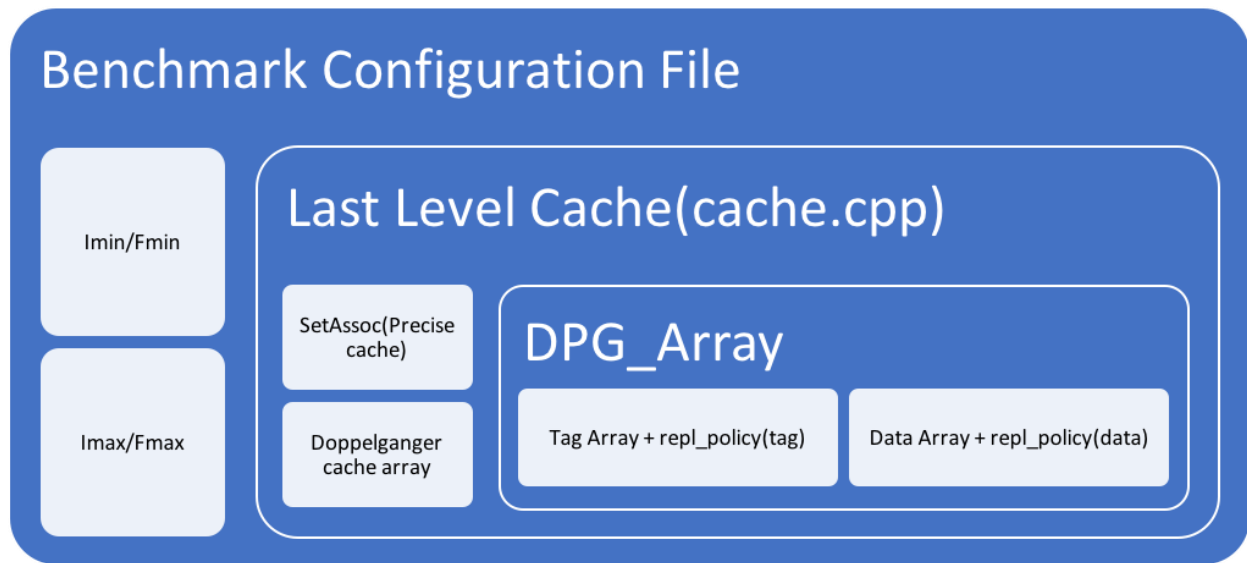 Benchmark Configuration File
Imin/Fmin
Imax/Fmax
Last Level Cache(cache.cpp)
SetAssoc(Precise
cache)
Doppelganger
cache array
DPG_Array
Tag Array + repl_policy(tag)
Data Array + repl_policy(data)